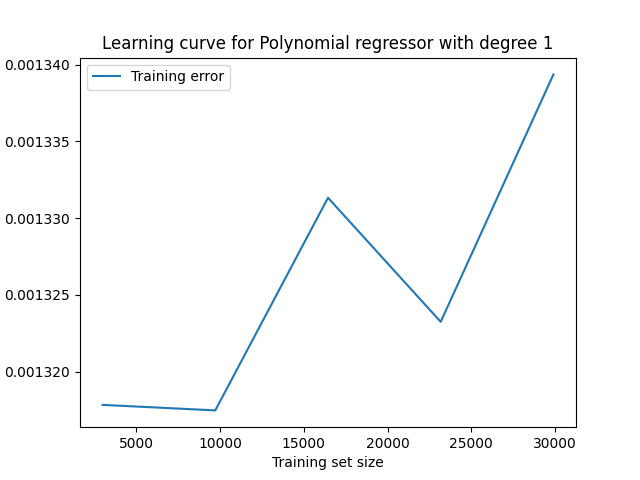 Learning curve for Polynomial regressor with degree 1
Training error
0.001340
0.001335
0.001330
0.001325
0.001320
5000 10000 15000 20000 25000 30000
Training set size